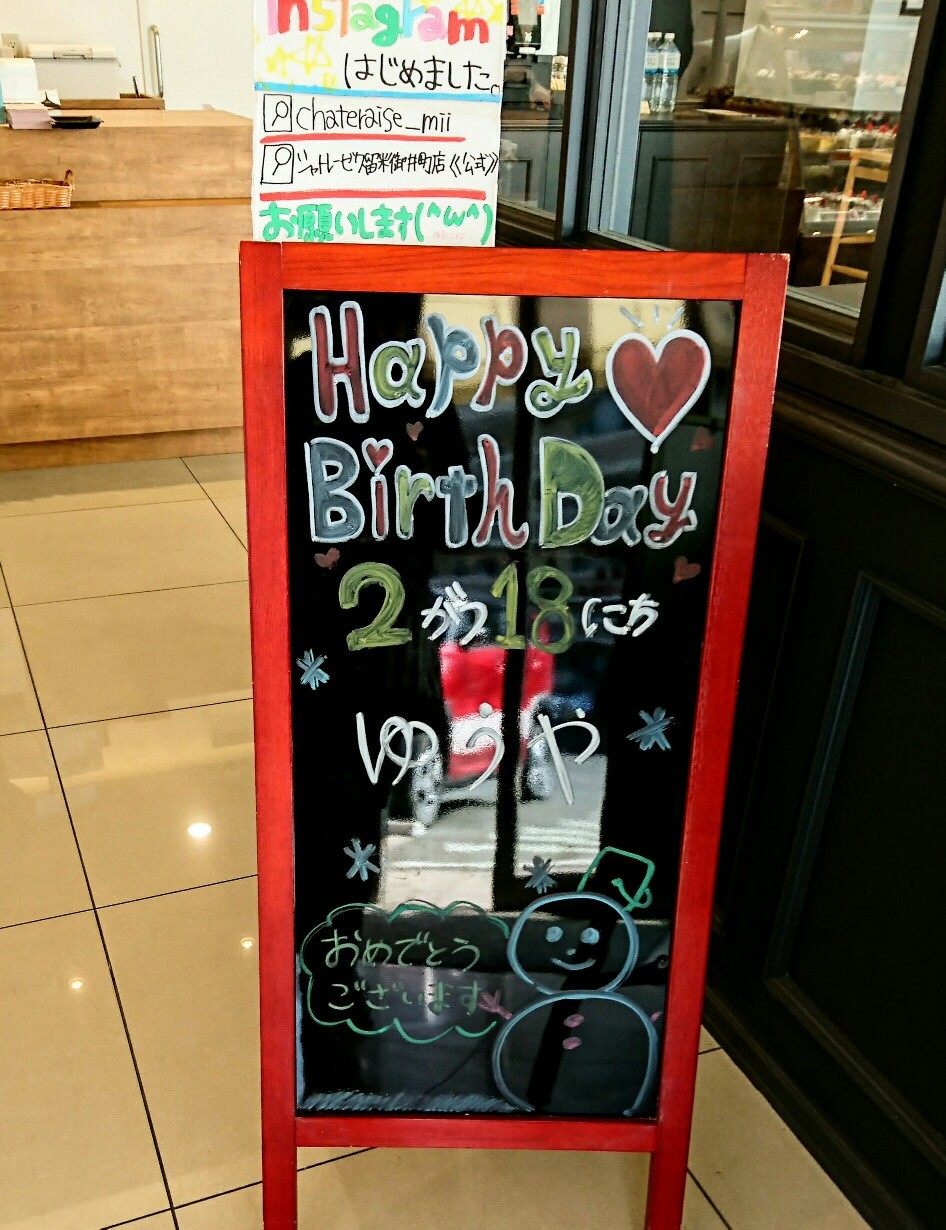 Instagram
はじめました。
chateraise_mii
シャトレーゼ久留米御井町店《公式》
お願いします(^ω^)
Happy
BirthDay
2がつ18にち
ゆうや
おめでとう
ございます